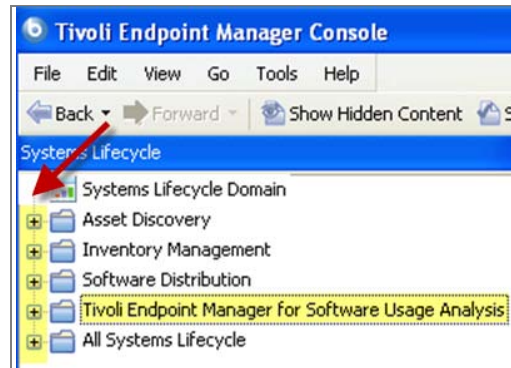 Tivoli Endpoint Manager Console
File Edit View Go Tools Help
Back Forward Show Hidden Content S
Systems Lifecycle
Systems Lifecycle Domain
Asset Discovery
Inventory Management
Software Distribution
Tivoli Endpoint Manager for Software Usage Analysis
All Systems Lifecycle